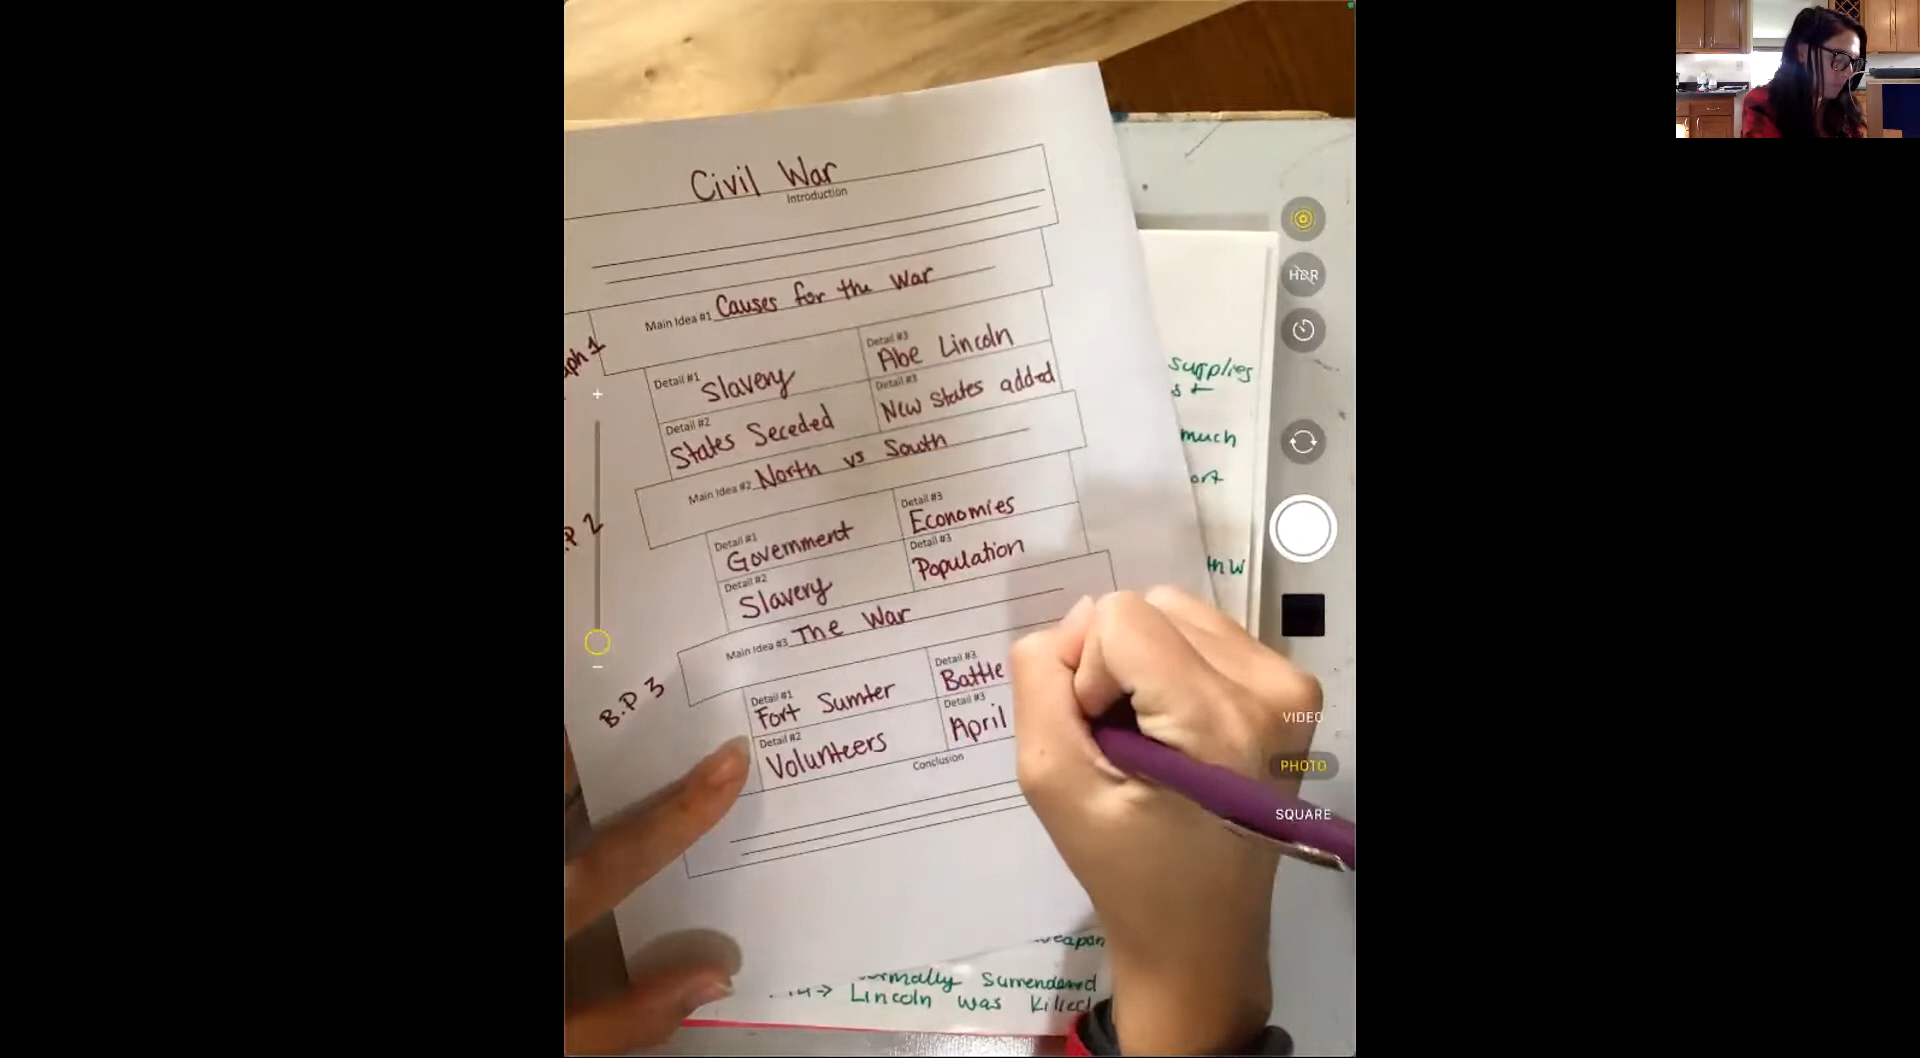 Civil War
Introduction
Main Idea #1 Causes for the War
Detail #1
Slavery
Detail #3
Abe Lincoln
Detail #2
States Seceded
Detail #3
New States added
Main Idea #2 North vs South
Detail #1
Government
Detail #3
Economies
Detail #2
Slavery
Detail #3
Population
P 2
Main Idea #3 The War
B.P 3
Detail #1
Fort Sumter
Detail #3
Battle
Detail #2
Volunteers
Detail #3
April
Conclusion
supplies
much
Surrendered
Lincoln was killed
HDR
VIDEO
PHOTO
SQUARE